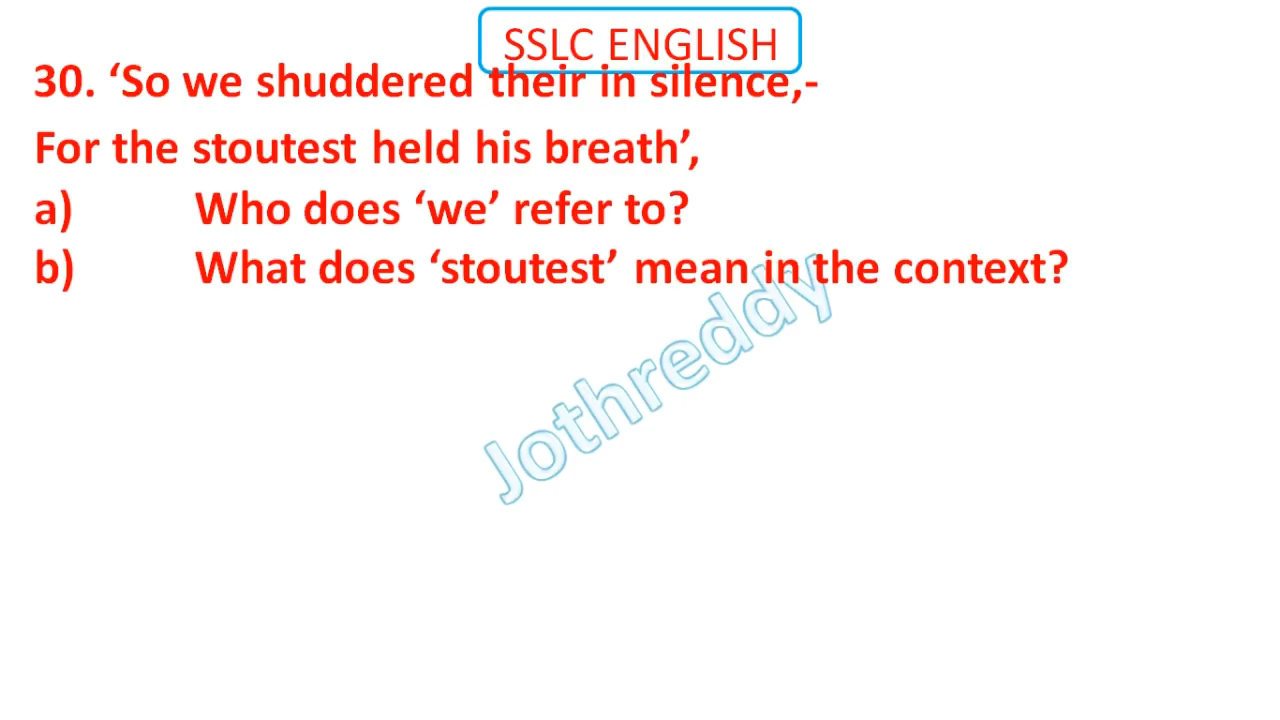 SSLC ENGLISH
30. ‘So we shuddered their in silence,-
For the stoutest held his breath’,
a) Who does ‘we’ refer to?
b) What does ‘stoutest’ mean in the context?
Jothreddy